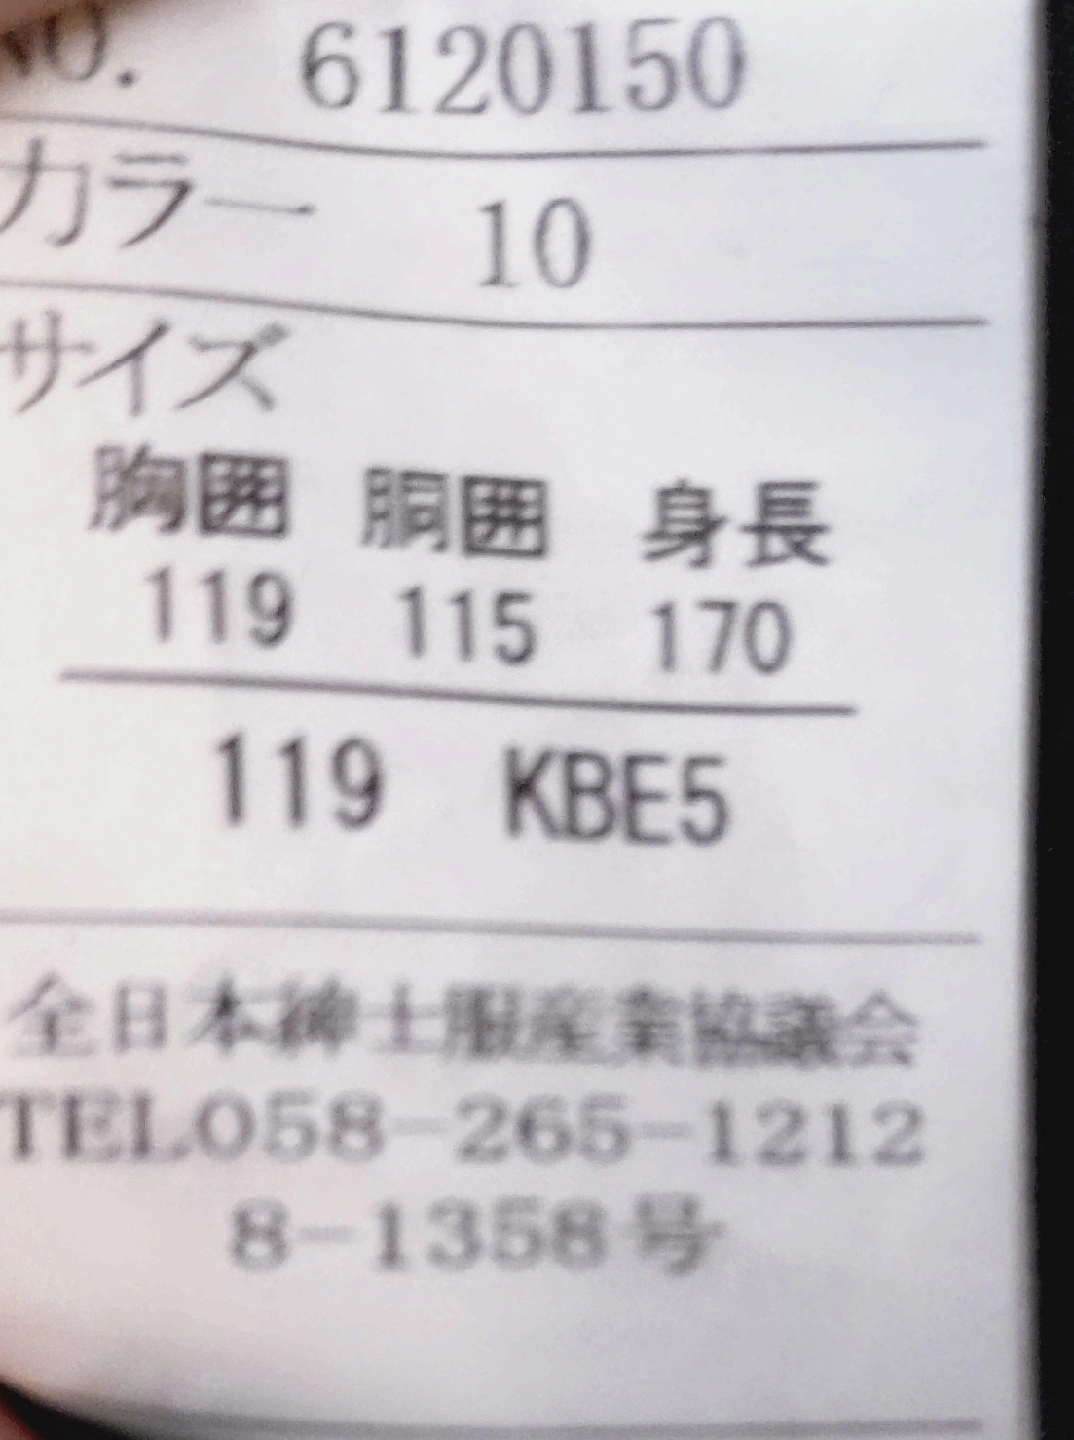 NO. 6120150
カラー 10
サイズ
胸囲 胴囲 身長
119 115 170
119 KBE5
全日本紳士服産業協議会
TEL058-265-1212
8-1358号